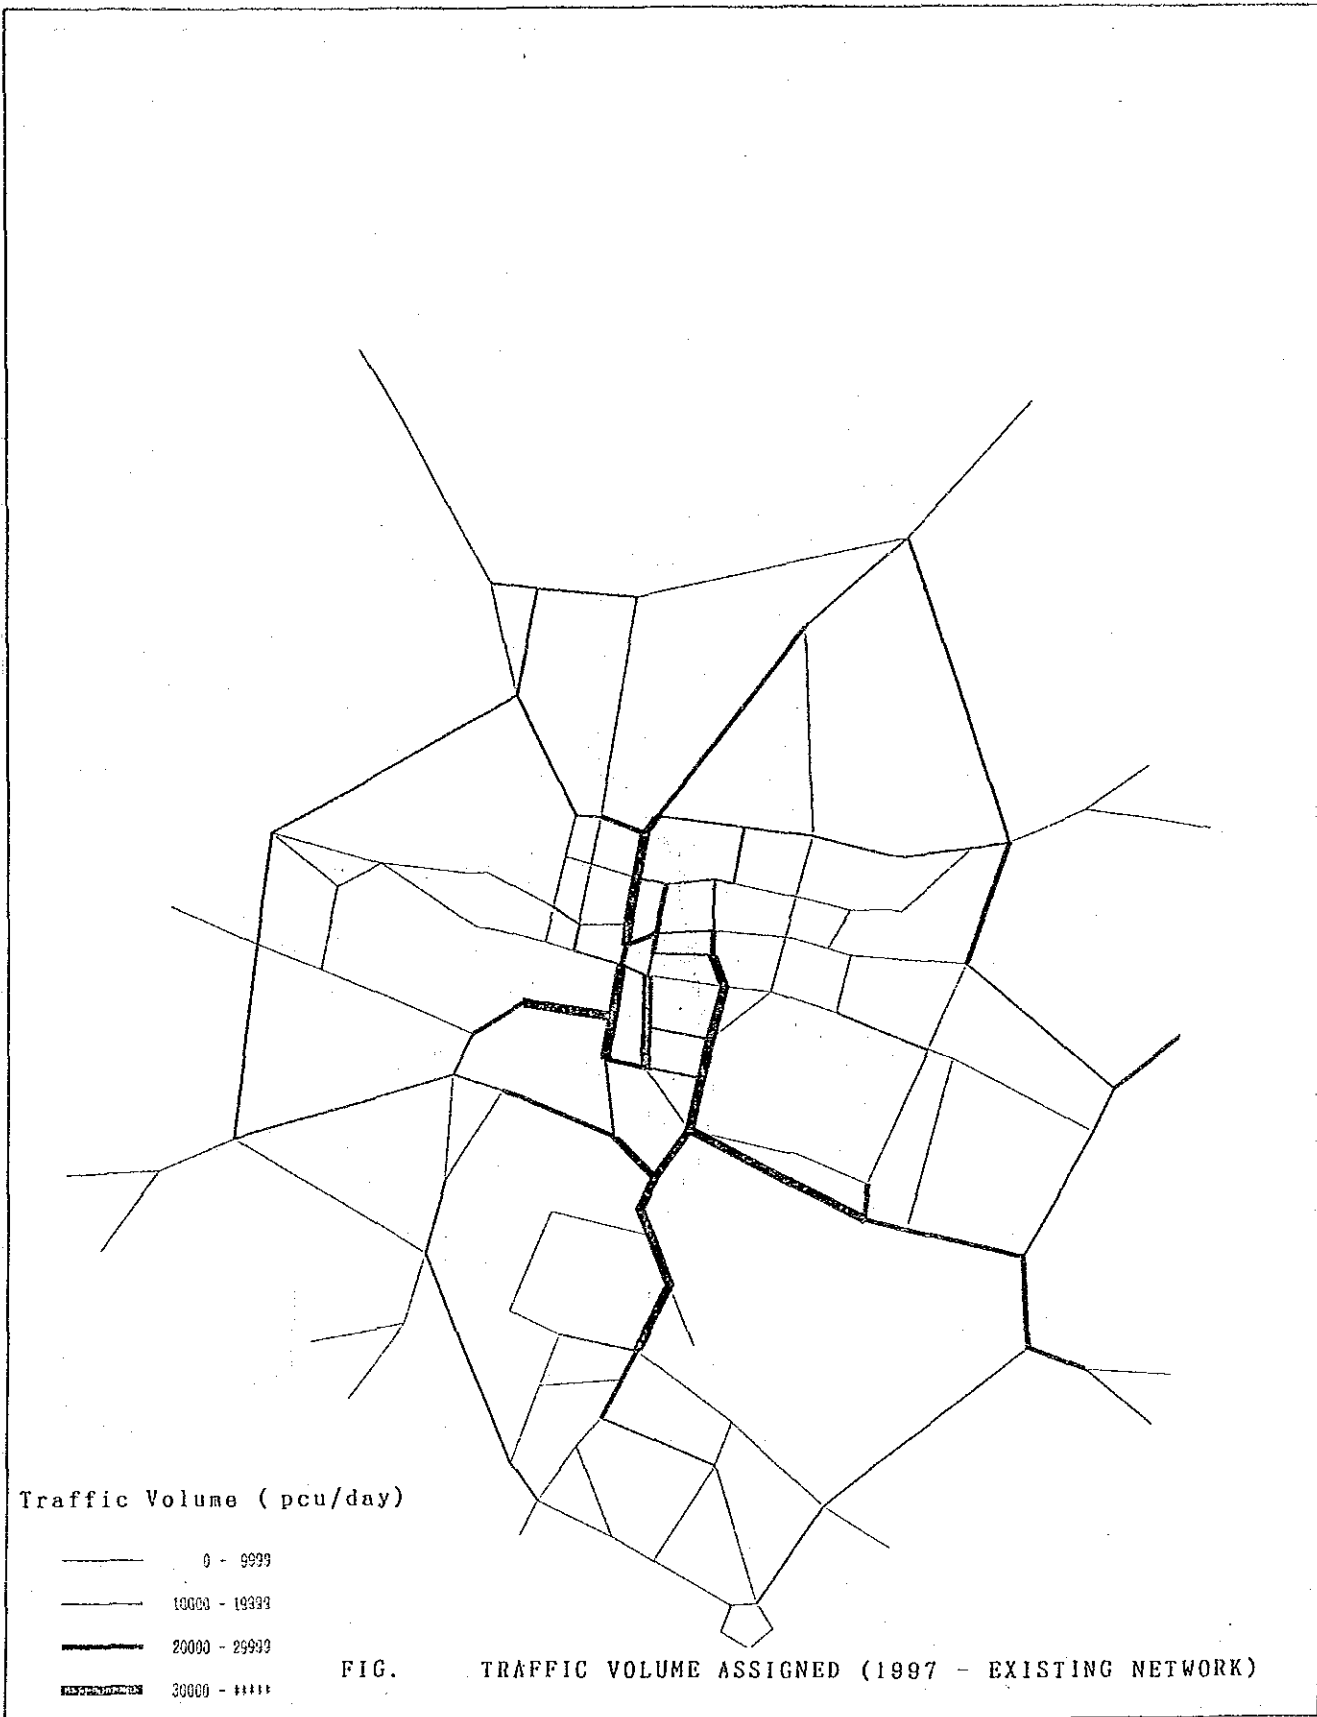 Traffic Volume ( pcu/day)
0 - 9999
10000 - 19999
20000 - 29999
30000 - *****
FIG. TRAFFIC VOLUME ASSIGNED (1997 - EXISTING NETWORK)